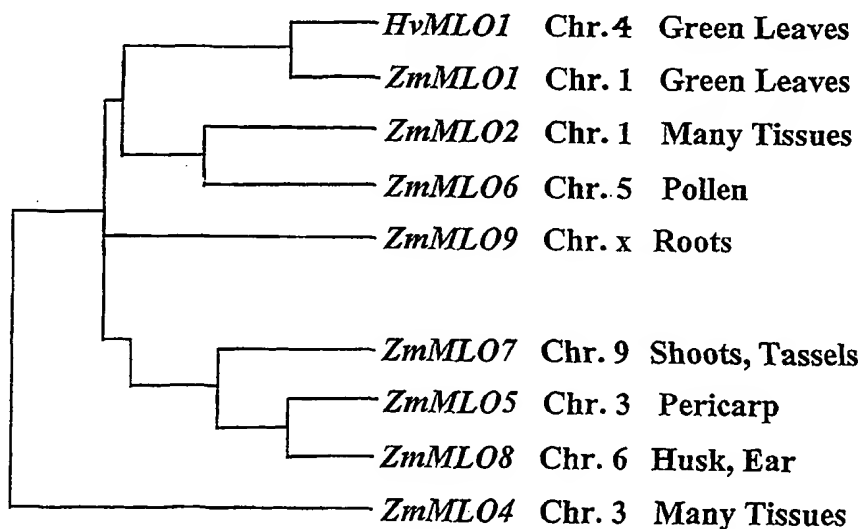 HvMLO1 Chr. 4 Green Leaves
ZmMLO1 Chr. 1 Green Leaves
ZmMLO2 Chr. 1 Many Tissues
ZmMLO6 Chr. 5 Pollen
ZmMLO9 Chr. x Roots
ZmMLO7 Chr. 9 Shoots, Tassels
ZmMLO5 Chr. 3 Pericarp
ZmMLO8 Chr. 6 Husk, Ear
ZmMLO4 Chr. 3 Many Tissues